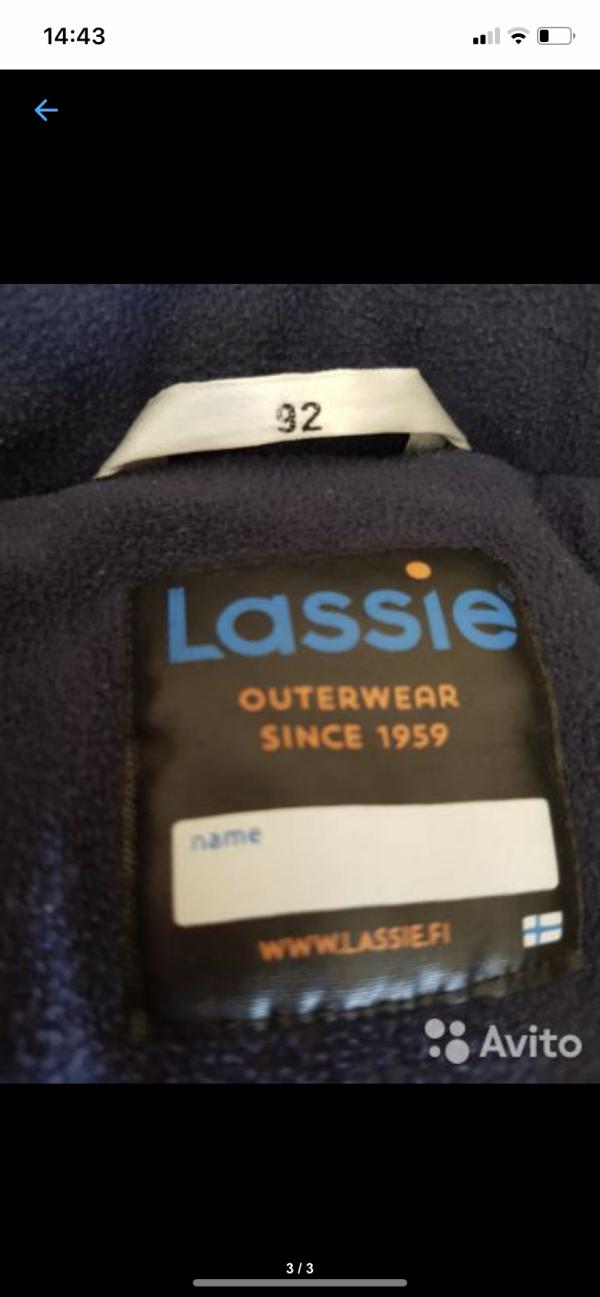 14:43
92
Lassie®
OUTERWEAR
SINCE 1959
name
WWW.LASSIE.FI
Avito
3 / 3